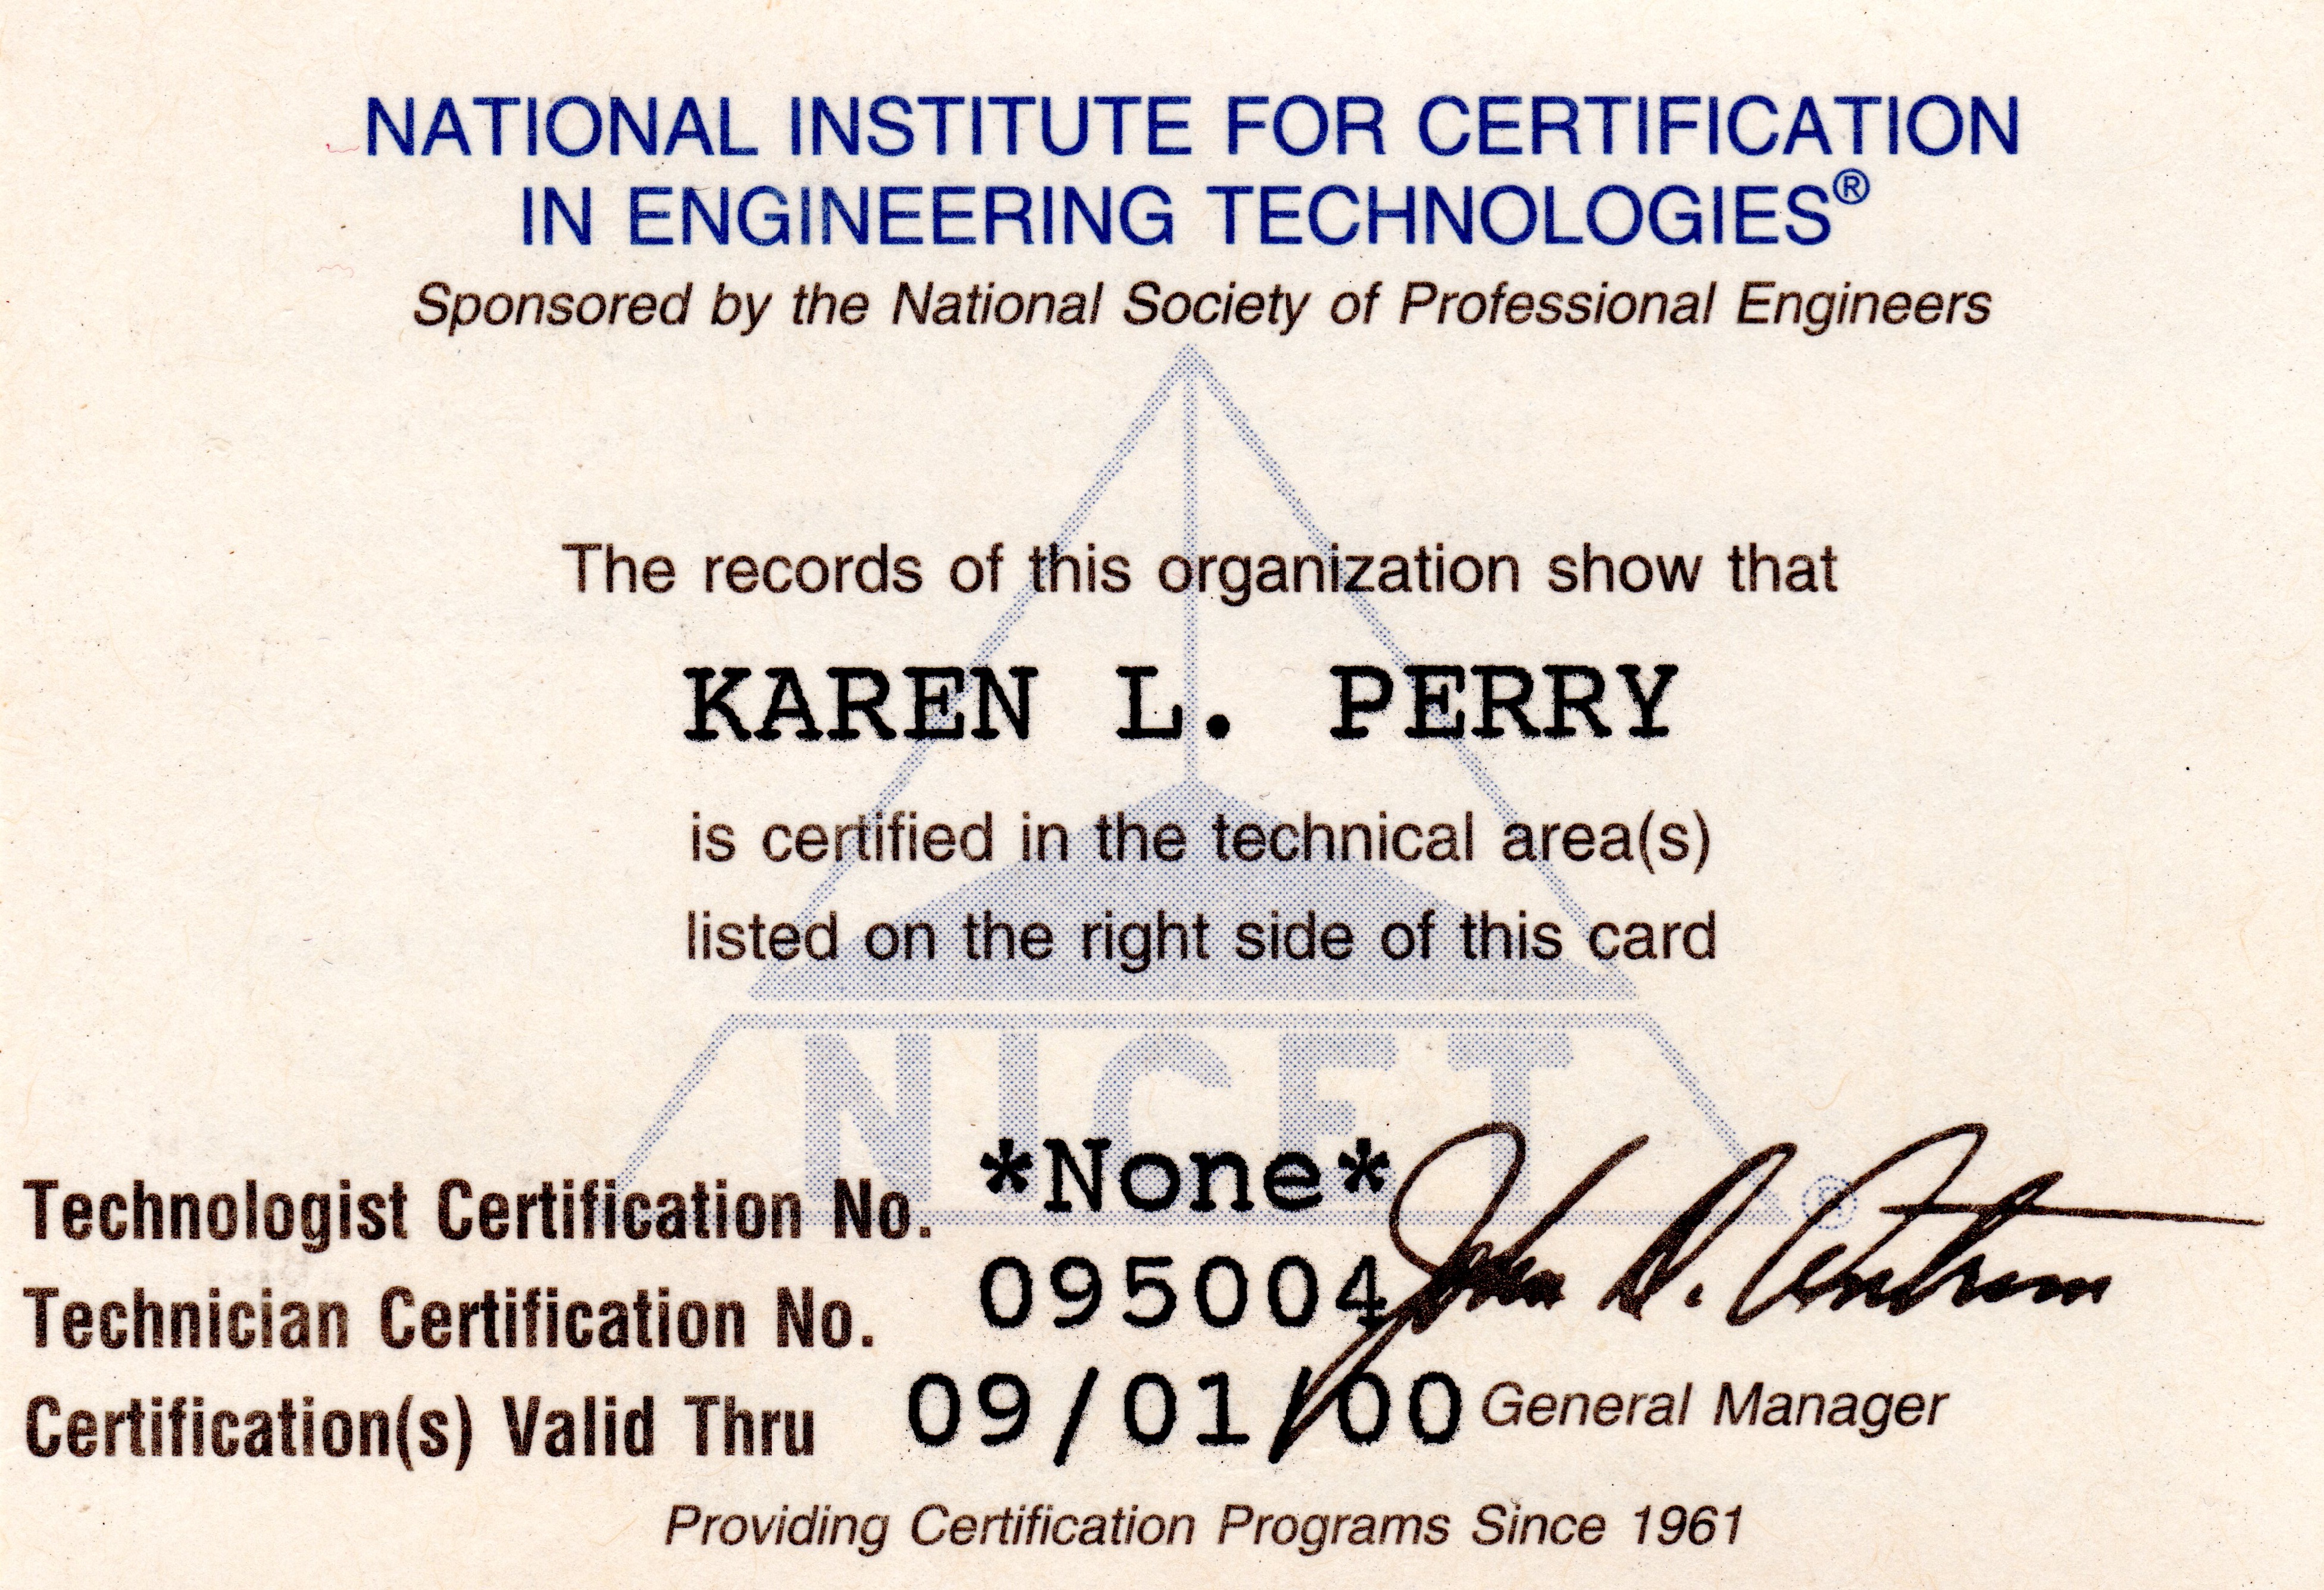 NATIONAL INSTITUTE FOR CERTIFICATION
IN ENGINEERING TECHNOLOGIES®
Sponsored by the National Society of Professional Engineers
The records of this organization show that
KAREN L. PERRY
is certified in the technical area(s)
listed on the right side of this card
NICET ®
Technologist Certification No. *None*
Technician Certification No. 095004
John D. Antrim
Certification(s) Valid Thru 09/01/00 General Manager
Providing Certification Programs Since 1961